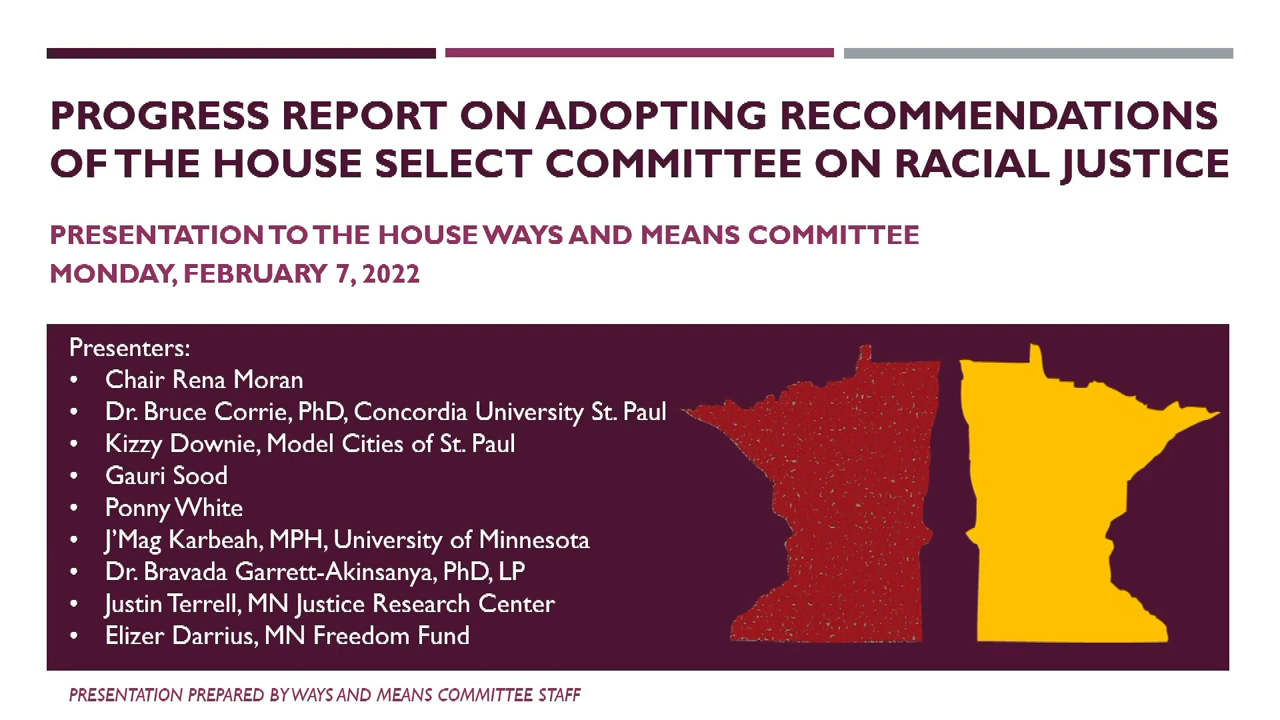 PROGRESS REPORT ON ADOPTING RECOMMENDATIONS
OF THE HOUSE SELECT COMMITTEE ON RACIAL JUSTICE
PRESENTATION TO THE HOUSE WAYS AND MEANS COMMITTEE
MONDAY, FEBRUARY 7, 2022
Presenters:
• Chair Rena Moran
• Dr. Bruce Corrie, PhD, Concordia University St. Paul
• Kizzy Downie, Model Cities of St. Paul
• Gauri Sood
• Ponny White
• J'Mag Karbeah, MPH, University of Minnesota
• Dr. Bravada Garrett-Akinsanya, PhD, LP
• Justin Terrell, MN Justice Research Center
• Elizer Darrius, MN Freedom Fund
PRESENTATION PREPARED BY WAYS AND MEANS COMMITTEE STAFF